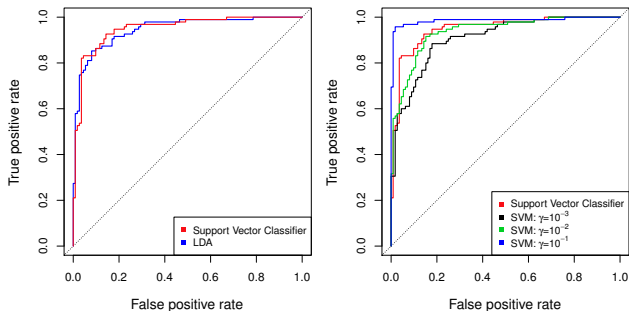 1.0
0.8
0.6
0.4
0.2
0.0
True positive rate
0.0 0.2 0.4 0.6 0.8 1.0
False positive rate
Support Vector Classifier
LDA
1.0
0.8
0.6
0.4
0.2
0.0
True positive rate
0.0 0.2 0.4 0.6 0.8 1.0
False positive rate
Support Vector Classifier
SVM: γ=10⁻³
SVM: γ=10⁻²
SVM: γ=10⁻¹